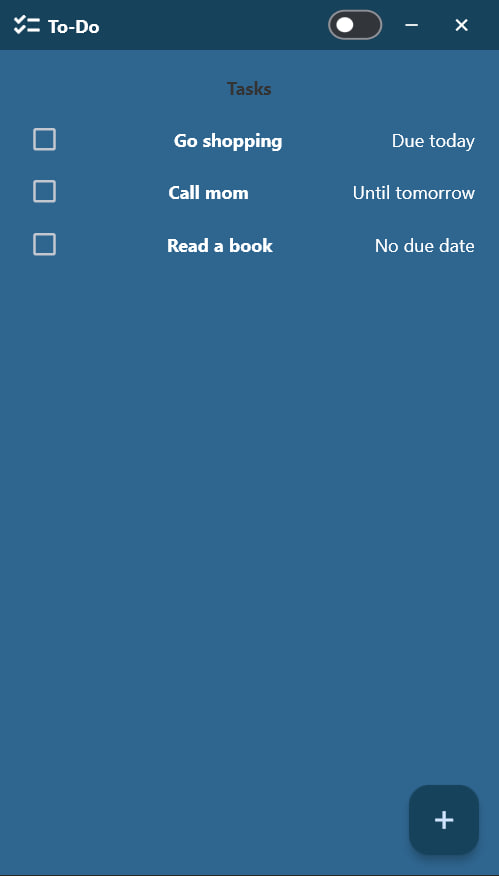 To-Do
Tasks
Go shopping Due today
Call mom Until tomorrow
Read a book No due date